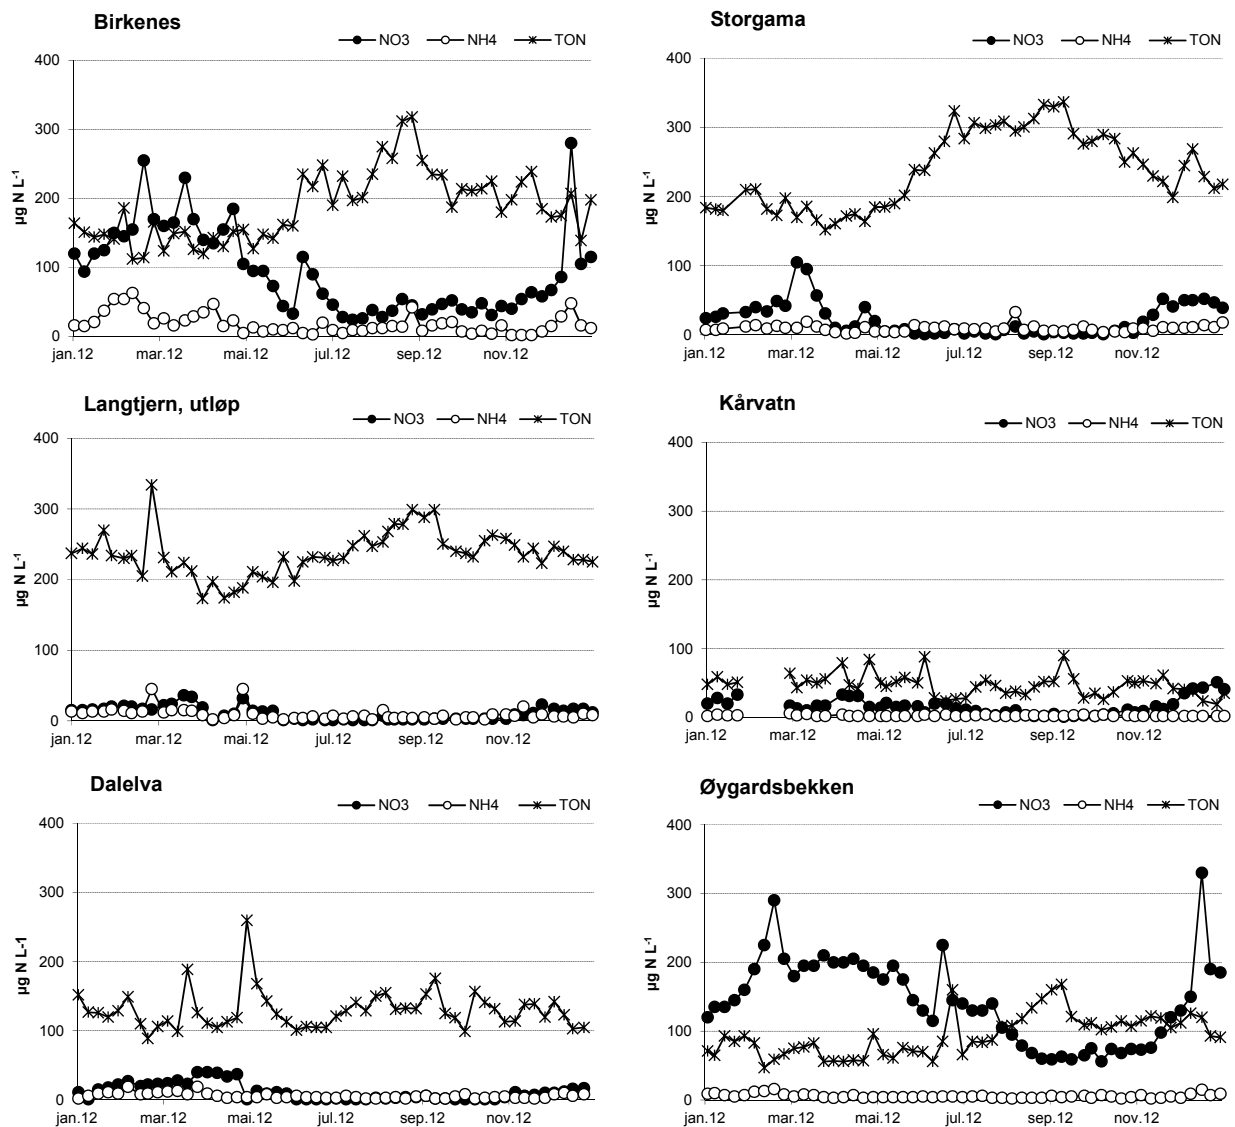 Birkenes
NO3 NH4 TON
µg N L-1
400
300
200
100
0
jan.12 mar.12 mai.12 jul.12 sep.12 nov.12
Storgama
NO3 NH4 TON
µg N L-1
400
300
200
100
0
jan.12 mar.12 mai.12 jul.12 sep.12 nov.12
Langtjern, utløp
NO3 NH4 TON
µg N L-1
400
300
200
100
0
jan.12 mar.12 mai.12 jul.12 sep.12 nov.12
Kårvatn
NO3 NH4 TON
µg N L-1
400
300
200
100
0
jan.12 mar.12 mai.12 jul.12 sep.12 nov.12
Dalelva
NO3 NH4 TON
µg N L-1
400
300
200
100
0
jan.12 mar.12 mai.12 jul.12 sep.12 nov.12
Øygardsbekken
NO3 NH4 TON
µg N L-1
400
300
200
100
0
jan.12 mar.12 mai.12 jul.12 sep.12 nov.12